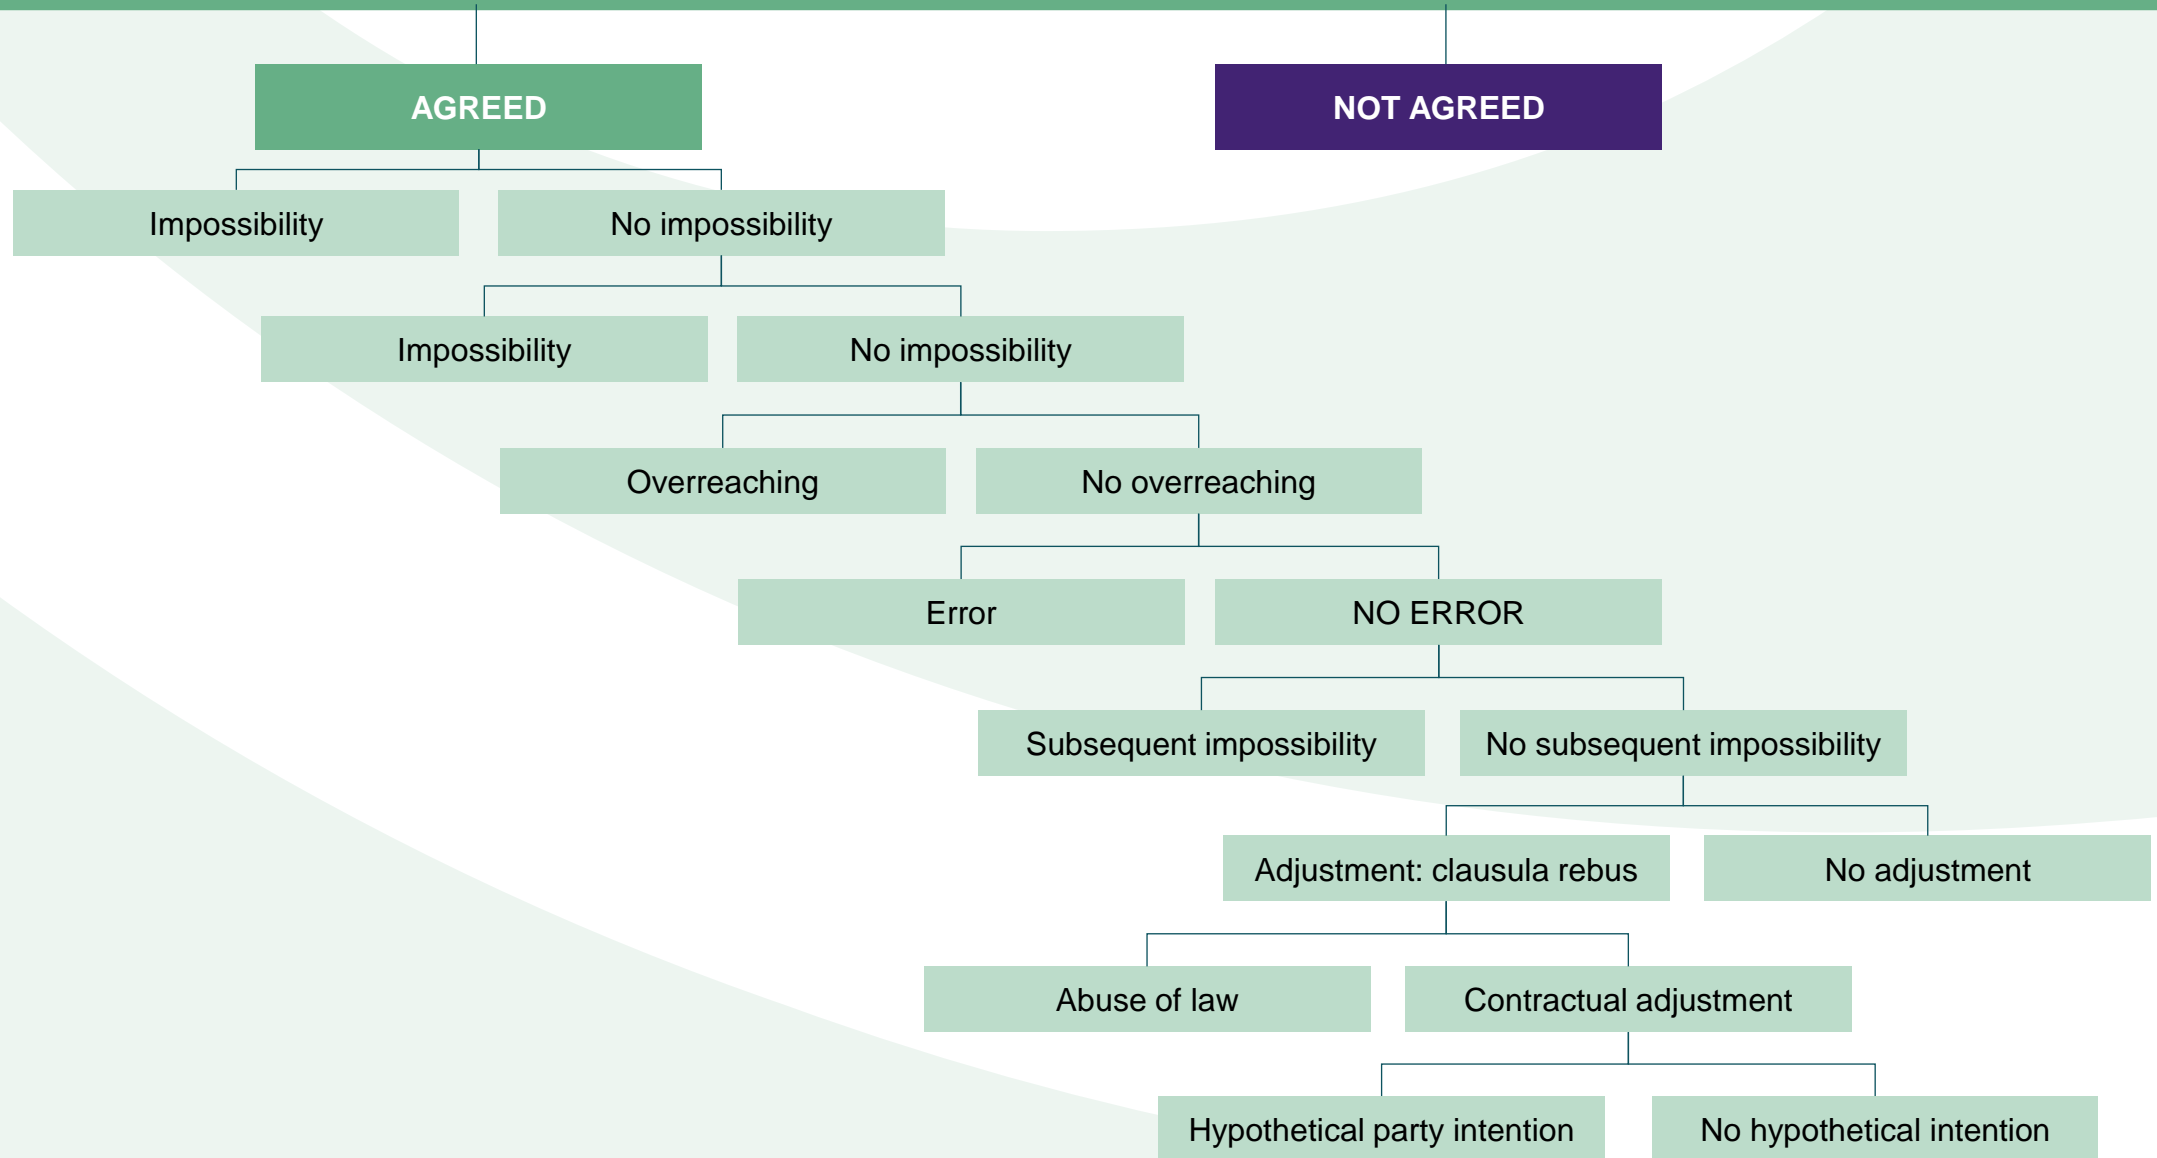 AGREED
NOT AGREED
Impossibility
No impossibility
Impossibility
No impossibility
Overreaching
No overreaching
Error
NO ERROR
Subsequent impossibility
No subsequent impossibility
Adjustment: clausula rebus
No adjustment
Abuse of law
Contractual adjustment
Hypothetical party intention
No hypothetical intention